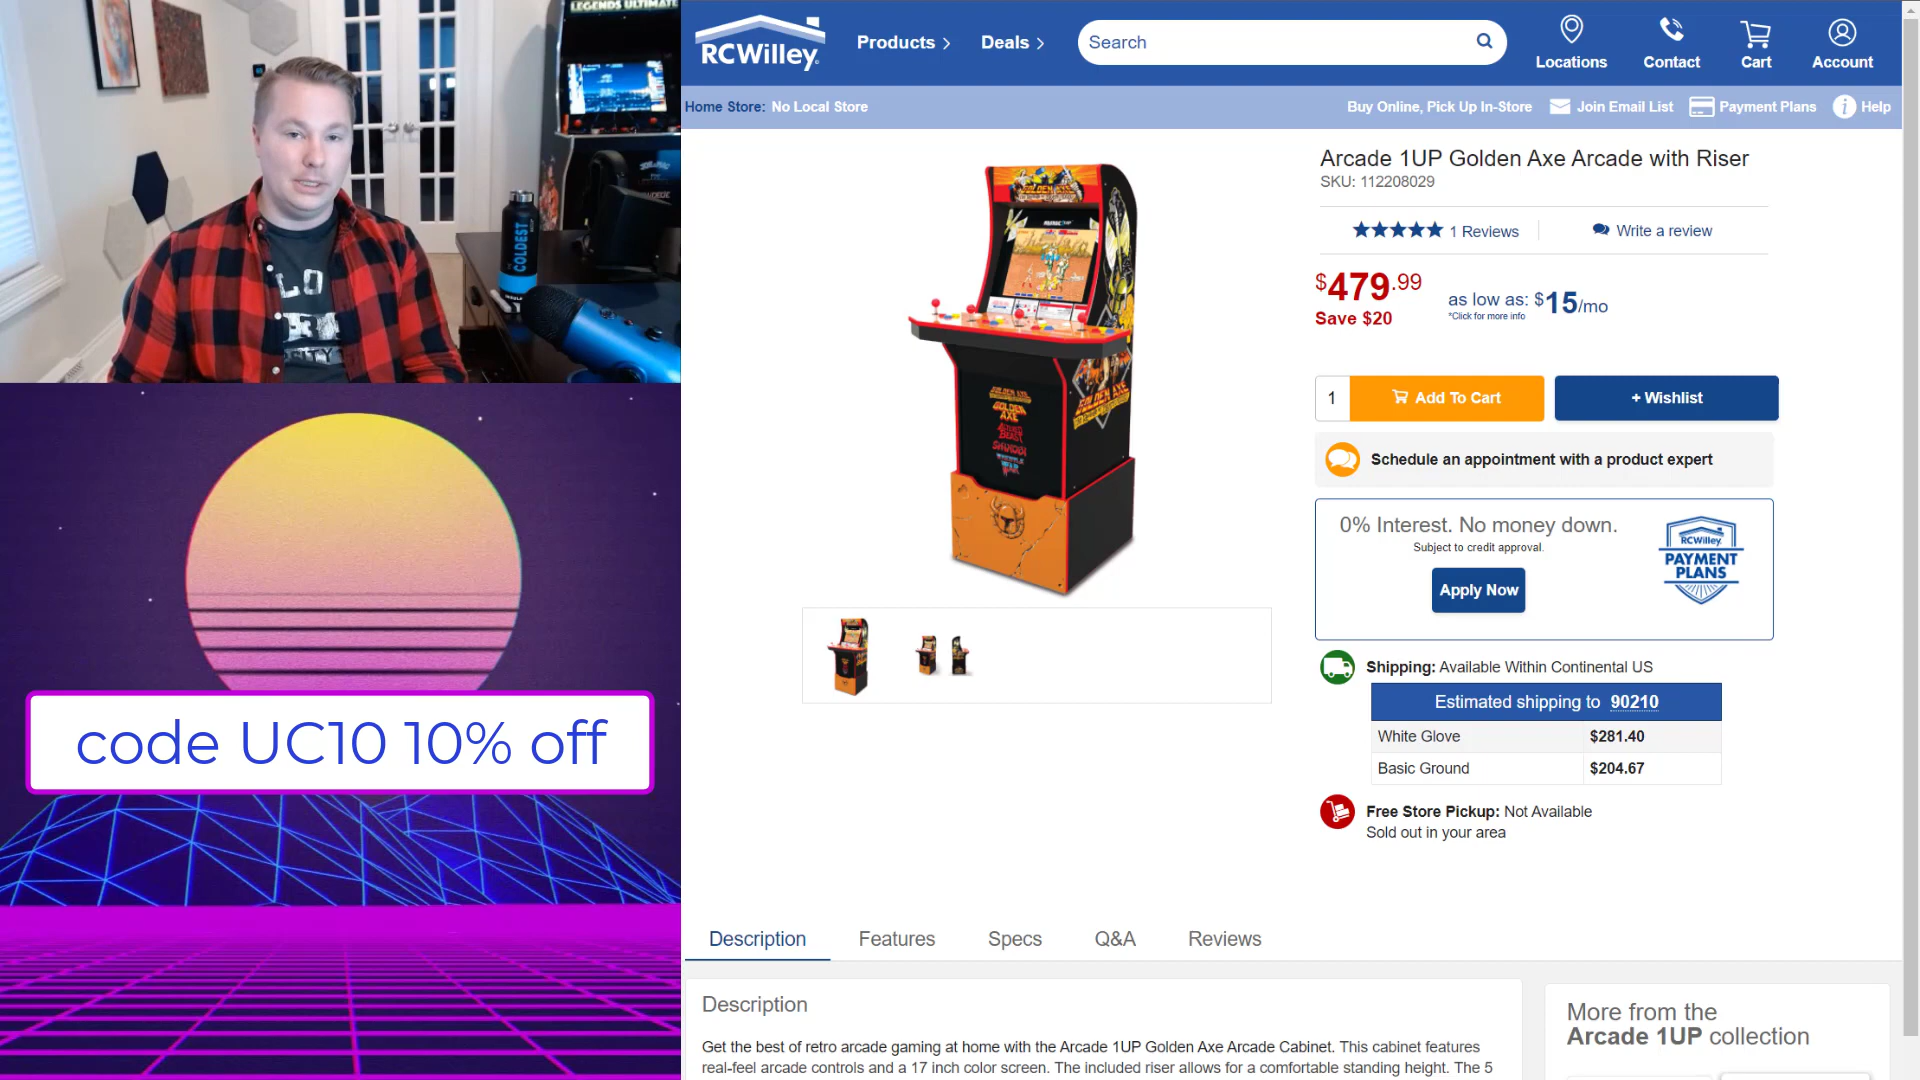 LEGENDS ULTIMATE
COLDEST
code UC10 10% off
RCWilley
Products
Deals
Search
Locations
Contact
Cart
Account
Home Store: No Local Store
Buy Online, Pick Up In-Store
Join Email List
Payment Plans
Help
Arcade 1UP Golden Axe Arcade with Riser
SKU: 112208029
1 Reviews
Write a review
$479.99
Save $20
as low as: $15/mo
*Click for more info
1
Add To Cart
+ Wishlist
Schedule an appointment with a product expert
0% Interest. No money down.
Subject to credit approval.
Apply Now
RCWilley
PAYMENT
PLANS
Shipping: Available Within Continental US
Estimated shipping to 90210
White Glove $281.40
Basic Ground $204.67
Free Store Pickup: Not Available
Sold out in your area
GOLDEN AXE
GOLDEN
AXE
SHINOBI
GOLDEN AXE
Description
Features
Specs
Q&A
Reviews
Description
Get the best of retro arcade gaming at home with the Arcade 1UP Golden Axe Arcade Cabinet. This cabinet features
real-feel arcade controls and a 17 inch color screen. The included riser allows for a comfortable standing height. The 5
More from the
Arcade 1UP collection